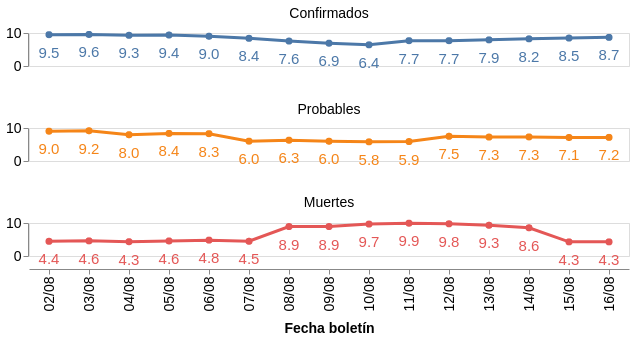 Confirmados
10
0
9.5 9.6 9.3 9.4 9.0 8.4 7.6 6.9 6.4 7.7 7.7 7.9 8.2 8.5 8.7
Probables
10
0
9.0 9.2 8.0 8.4 8.3 6.0 6.3 6.0 5.8 5.9 7.5 7.3 7.3 7.1 7.2
Muertes
10
0
4.4 4.6 4.3 4.6 4.8 4.5 8.9 8.9 9.7 9.9 9.8 9.3 8.6 4.3 4.3
02/08 03/08 04/08 05/08 06/08 07/08 08/08 09/08 10/08 11/08 12/08 13/08 14/08 15/08 16/08
Fecha boletín